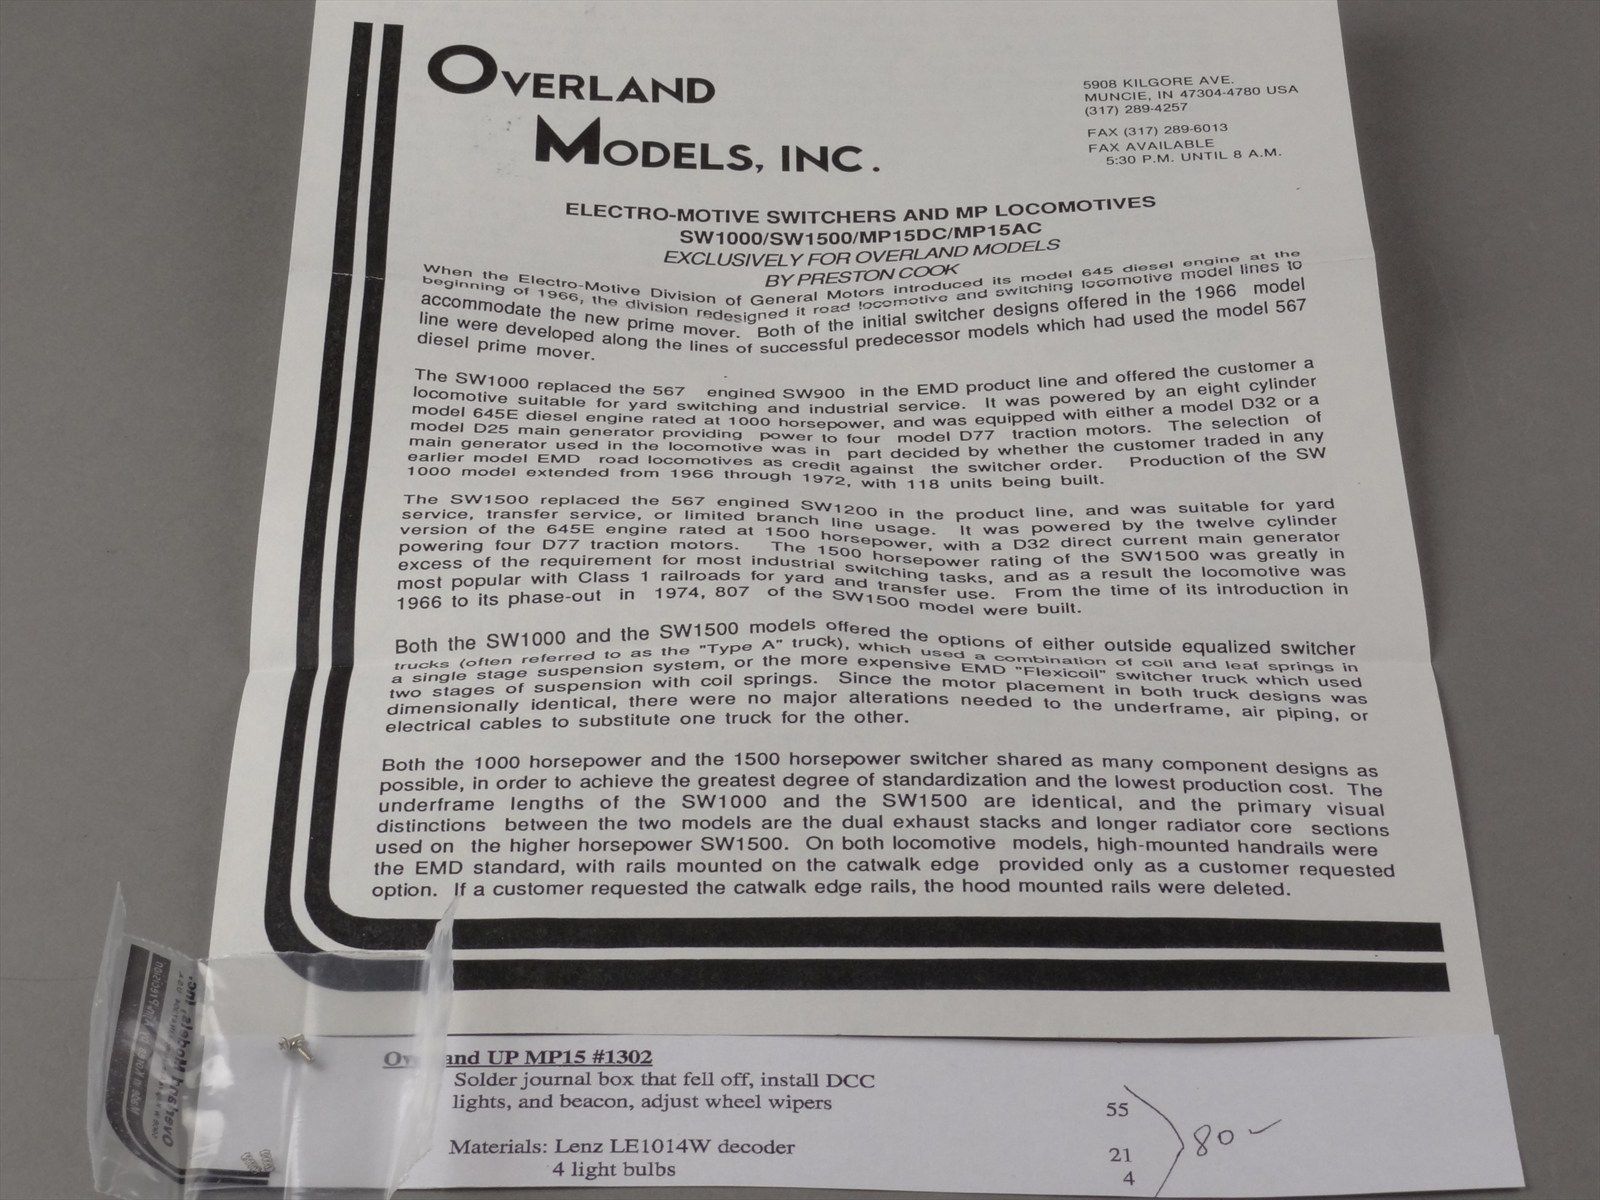 OVERLAND
MODELS, INC.
5908 KILGORE AVE.
MUNCIE, IN 47304-4780 USA
(317) 289-4257
FAX (317) 289-6013
FAX AVAILABLE
5:30 P.M. UNTIL 8 A.M.
ELECTRO-MOTIVE SWITCHERS AND MP LOCOMOTIVES
SW1000/SW1500/MP15DC/MP15AC
EXCLUSIVELY FOR OVERLAND MODELS
BY PRESTON COOK
When the Electro-Motive Division of General Motors introduced its model 645 diesel engine at the
beginning of 1966, the division redesigned it road locomotive and switching locomotive model lines to
accommodate the new prime mover. Both of the initial switcher designs offered in the 1966 model
line were developed along the lines of successful predecessor models which had used the model 567
diesel prime mover.
The SW1000 replaced the 567 engined SW900 in the EMD product line and offered the customer a
locomotive suitable for yard switching and industrial service. It was powered by an eight cylinder
model 645E diesel engine rated at 1000 horsepower, and was equipped with either a model D32 or a
model D25 main generator providing power to four model D77 traction motors. The selection of
main generator used in the locomotive was in part decided by whether the customer traded in any
earlier model EMD road locomotives as credit against the switcher order. Production of the SW
1000 model extended from 1966 through 1972, with 118 units being built.
The SW1500 replaced the 567 engined SW1200 in the product line, and was suitable for yard
service, transfer service, or limited branch line usage. It was powered by the twelve cylinder
version of the 645E engine rated at 1500 horsepower, with a D32 direct current main generator
powering four D77 traction motors. The 1500 horsepower rating of the SW1500 was greatly in
excess of the requirement for most industrial switching tasks, and as a result the locomotive was
most popular with Class 1 railroads for yard and transfer use. From the time of its introduction in
1966 to its phase-out in 1974, 807 of the SW1500 model were built.
Both the SW1000 and the SW1500 models offered the options of either outside equalized switcher
trucks (often referred to as the "Type A" truck), which used a combination of coil and leaf springs in
a single stage suspension system, or the more expensive EMD "Flexicoil" switcher truck which used
two stages of suspension with coil springs. Since the motor placement in both truck designs was
dimensionally identical, there were no major alterations needed to the underframe, air piping, or
electrical cables to substitute one truck for the other.
Both the 1000 horsepower and the 1500 horsepower switcher shared as many component designs as
possible, in order to achieve the greatest degree of standardization and the lowest production cost. The
underframe lengths of the SW1000 and the SW1500 are identical, and the primary visual
distinctions between the two models are the dual exhaust stacks and longer radiator core sections
used on the higher horsepower SW1500. On both locomotive models, high-mounted handrails were
the EMD standard, with rails mounted on the catwalk edge provided only as a customer requested
option. If a customer requested the catwalk edge rails, the hood mounted rails were deleted.
Overland UP MP15 #1302
Solder journal box that fell off, install DCC
lights, and beacon, adjust wheel wipers 55
Materials: Lenz LE1014W decoder 21
4 light bulbs 4
80 -